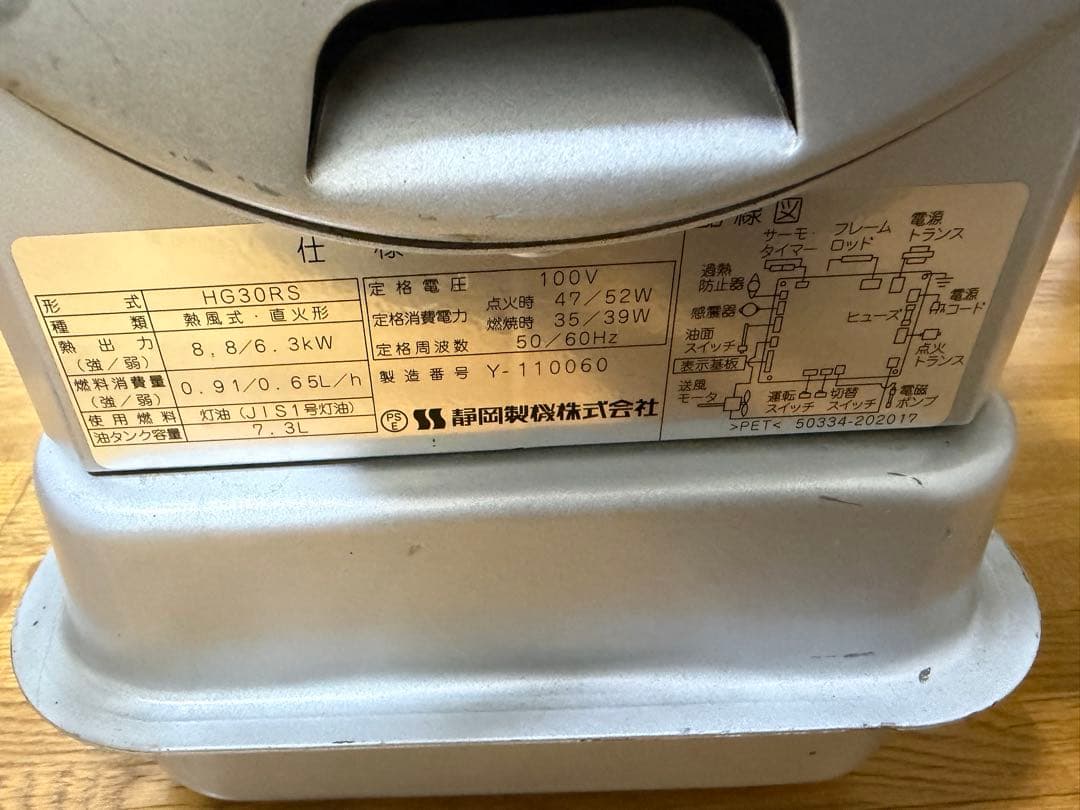 仕様
形式 HG30RS
種類 熱風式・直火形
熱出力(強/弱) 8.8/6.3kW
燃料消費量(強/弱) 0.91/0.65L/h
使用燃料 灯油(JIS1号灯油)
油タンク容量 7.3L
定格電圧 100V
定格消費電力 点火時 47/52W
燃焼時 35/39W
定格周波数 50/60Hz
製造番号 Y-110060
PS
E
静岡製機株式会社
線図
サーモ
タイマー
フレーム
ロッド
電源
トランス
過熱
防止器
感震器
油面
スイッチ
表示基板
送風
モータ
ヒューズ
電源
コード
点火
トランス
運転
スイッチ
切替
スイッチ
電磁
ポンプ
>PET< 50334-202017